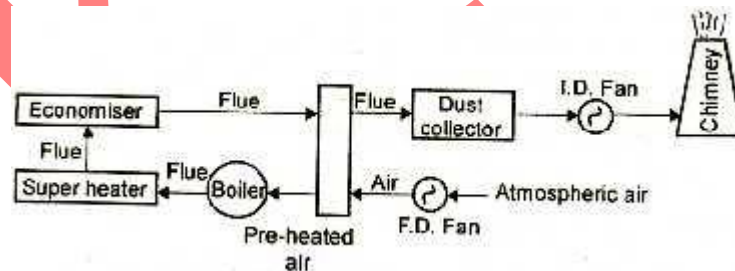 Chimney
I.D. Fan
Flue
Flue
Economiser
Dust
collector
Flue
Flue
Super heater
Boiler
Air
Atmospheric air
F.D. Fan
Pre-heated
air